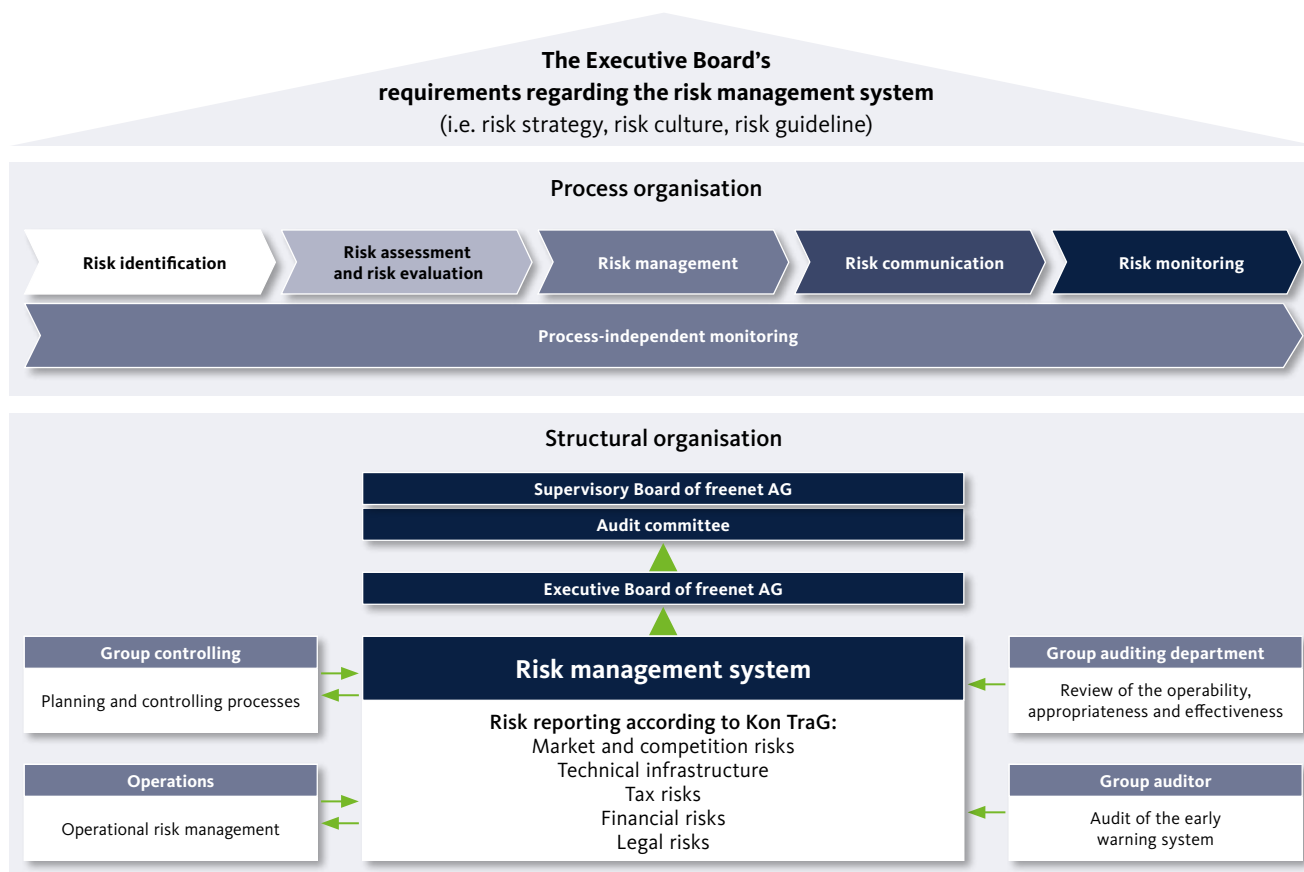 The Executive Board's
requirements regarding the risk management system
(i.e. risk strategy, risk culture, risk guideline)
Process organisation
Risk identification
Risk assessment
and risk evaluation
Risk management
Risk communication
Risk monitoring
Process-independent monitoring
Structural organisation
Supervisory Board of freenet AG
Audit committee
Executive Board of freenet AG
Group controlling
Planning and controlling processes
Operations
Operational risk management
Risk management system
Risk reporting according to Kon TraG:
Market and competition risks
Technical infrastructure
Tax risks
Financial risks
Legal risks
Group auditing department
Review of the operability,
appropriateness and effectiveness
Group auditor
Audit of the early
warning system